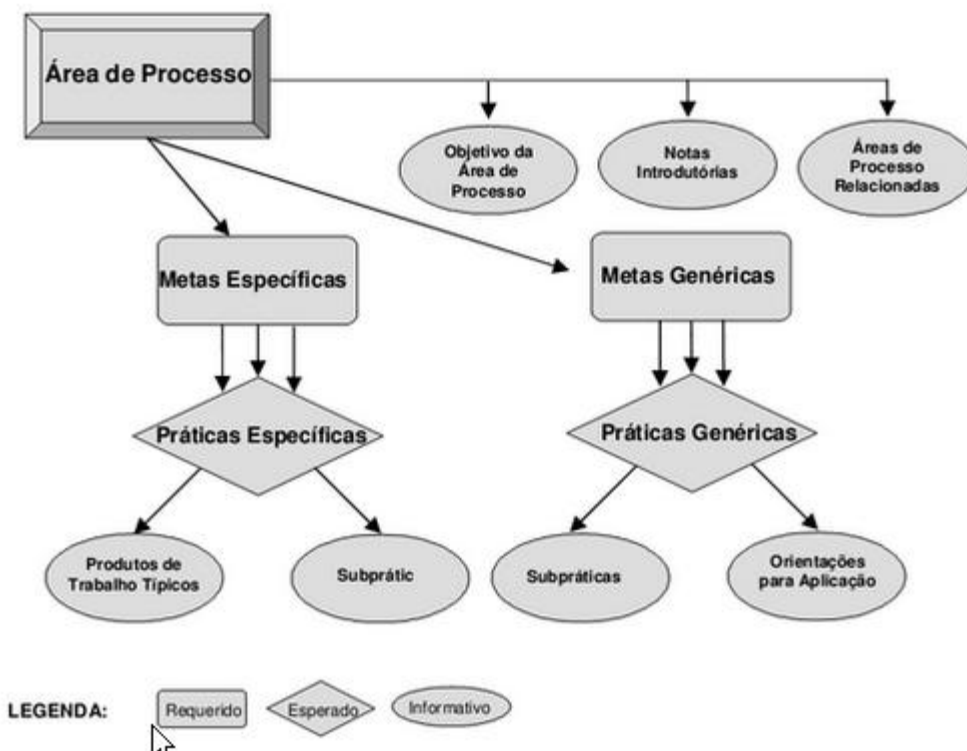 Área de Processo
Objetivo da
Área de
Processo
Notas
Introdutórias
Áreas de
Processo
Relacionadas
Metas Específicas
Metas Genéricas
Práticas Específicas
Práticas Genéricas
Produtos de
Trabalho Típicos
Subprátic
Subpráticas
Orientações
para Aplicação
LEGENDA:
Requerido
Esperado
Informativo